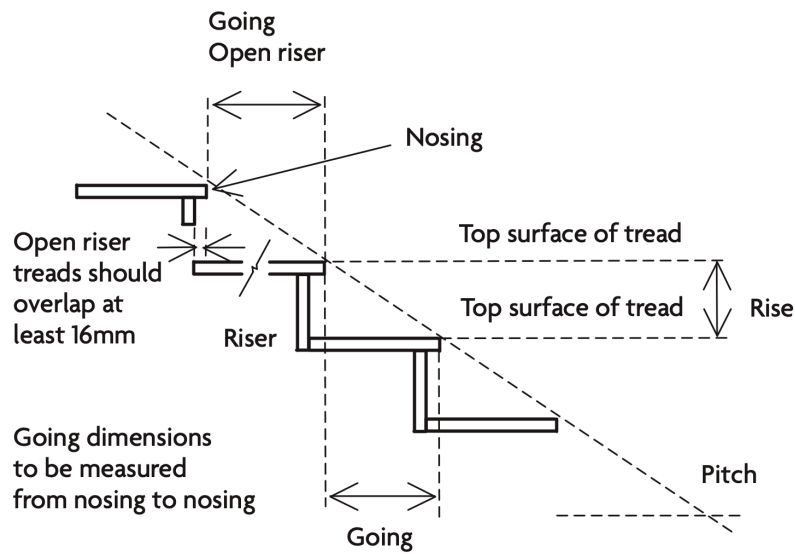 Going
Open riser
Nosing
Open riser
treads should
overlap at
least 16mm
Top surface of tread
Top surface of tread
Rise
Riser
Going dimensions
to be measured
from nosing to nosing
Pitch
Going